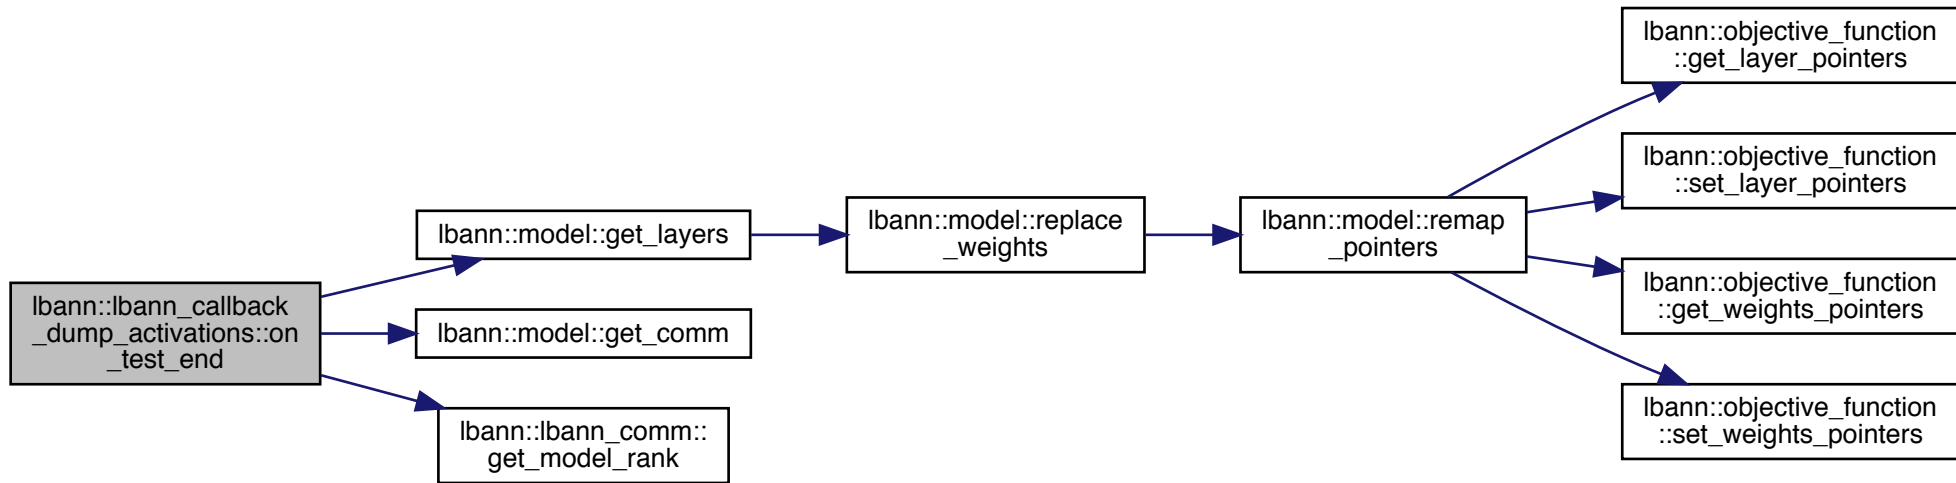 lbann::lbann_callback
_dump_activations::on
_test_end
lbann::model::get_layers
lbann::model::get_comm
lbann::lbann_comm::
get_model_rank
lbann::model::replace
_weights
lbann::model::remap
_pointers
lbann::objective_function
::get_layer_pointers
lbann::objective_function
::set_layer_pointers
lbann::objective_function
::get_weights_pointers
lbann::objective_function
::set_weights_pointers